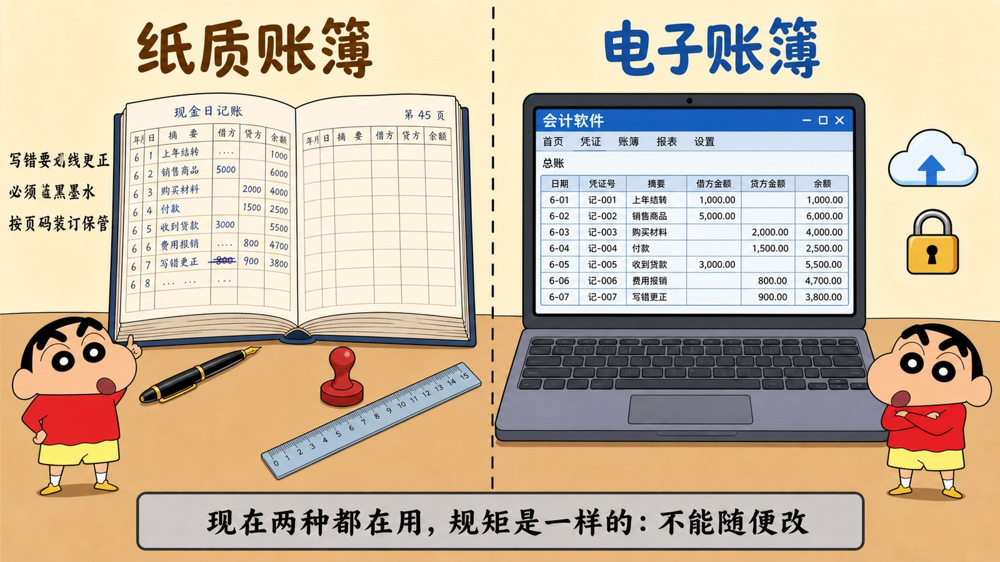 纸质账簿
电子账簿
写错要划线更正
必须蓝黑墨水
按页码装订保管
现金日记账
第 45 页
年月 日 摘 要 借方 贷方 余额
6 1 上年结转 .... 1000
6 2 销售商品 5000 6000
6 3 购买材料 2000 4000
6 4 付款 1500 2500
6 5 收到货款 3000 5500
6 6 费用报销 .... 800 4700
6 7 写错更正 800 900 3800
6 8 ... ... ...
年月 日 摘 要 借方 贷方 余额
0 1 2 3 4 5 6 7 8 9 10 11 12 13 14 15
会计软件
首页 凭证 账簿 报表 设置
总账
日期 凭证号 摘要 借方金额 贷方金额 余额
6-01 记-001 上年结转 1,000.00 1,000.00
6-02 记-002 销售商品 5,000.00 6,000.00
6-03 记-003 购买材料 2,000.00 4,000.00
6-04 记-004 付款 1,500.00 2,500.00
6-05 记-005 收到货款 3,000.00 5,500.00
6-06 记-006 费用报销 800.00 4,700.00
6-07 记-007 写错更正 900.00 3,800.00
现在两种都在用，规矩是一样的：不能随便改